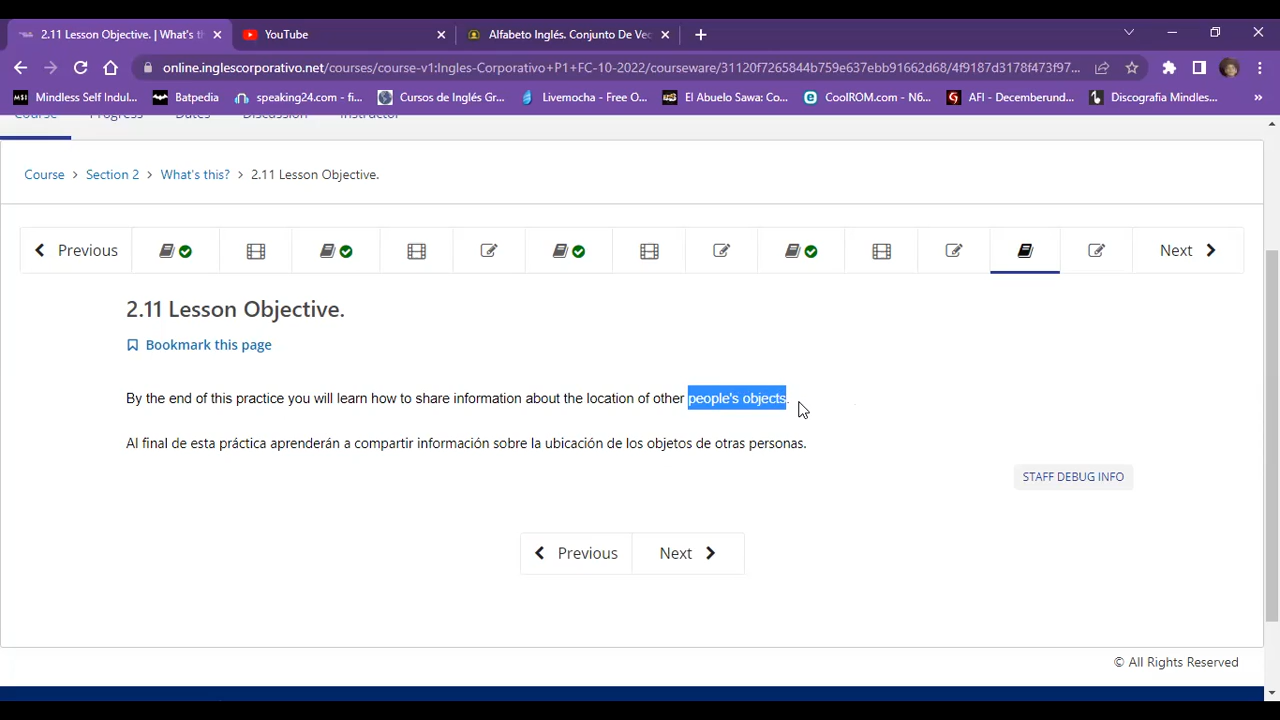 2.11 Lesson Objective. | What's th
YouTube
Alfabeto Inglés. Conjunto De Vec
online.inglescorporativo.net/courses/course-v1:Ingles-Corporativo+P1+FC-10-2022/courseware/31120f7265844b759e637ebb91662d68/4f9187d3178f473f97...
MSI Mindless Self Indul...
Batpedia
speaking24.com - fi...
Cursos de Inglés Gr...
Livemocha - Free O...
El Abuelo Sawa: Co...
CoolROM.com - N6...
AFI - Decemberund...
Discografia Mindles...
»
Course
Progress
Dates
Discussion
Instructor
Course > Section 2 > What's this? > 2.11 Lesson Objective.
Previous
Next
2.11 Lesson Objective.
Bookmark this page
By the end of this practice you will learn how to share information about the location of other people's objects.
Al final de esta práctica aprenderán a compartir información sobre la ubicación de los objetos de otras personas.
STAFF DEBUG INFO
Previous
Next
© All Rights Reserved